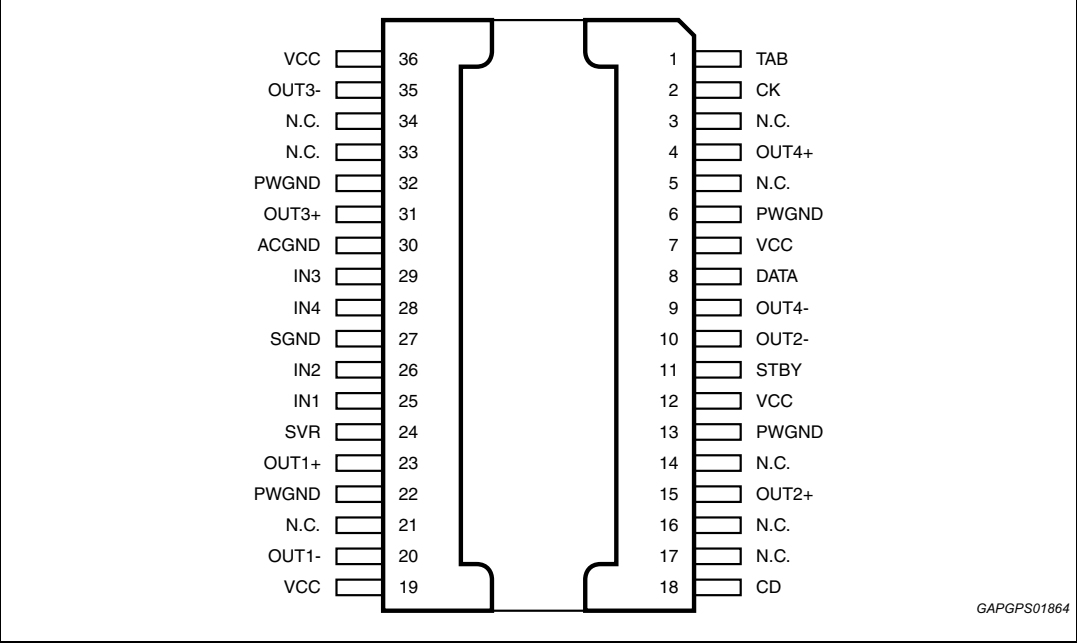 VCC 36 1 TAB
OUT3- 35 2 CK
N.C. 34 3 N.C.
N.C. 33 4 OUT4+
PWGND 32 5 N.C.
OUT3+ 31 6 PWGND
ACGND 30 7 VCC
IN3 29 8 DATA
IN4 28 9 OUT4-
SGND 27 10 OUT2-
IN2 26 11 STBY
IN1 25 12 VCC
SVR 24 13 PWGND
OUT1+ 23 14 N.C.
PWGND 22 15 OUT2+
N.C. 21 16 N.C.
OUT1- 20 17 N.C.
VCC 19 18 CD
GAPGPS01864